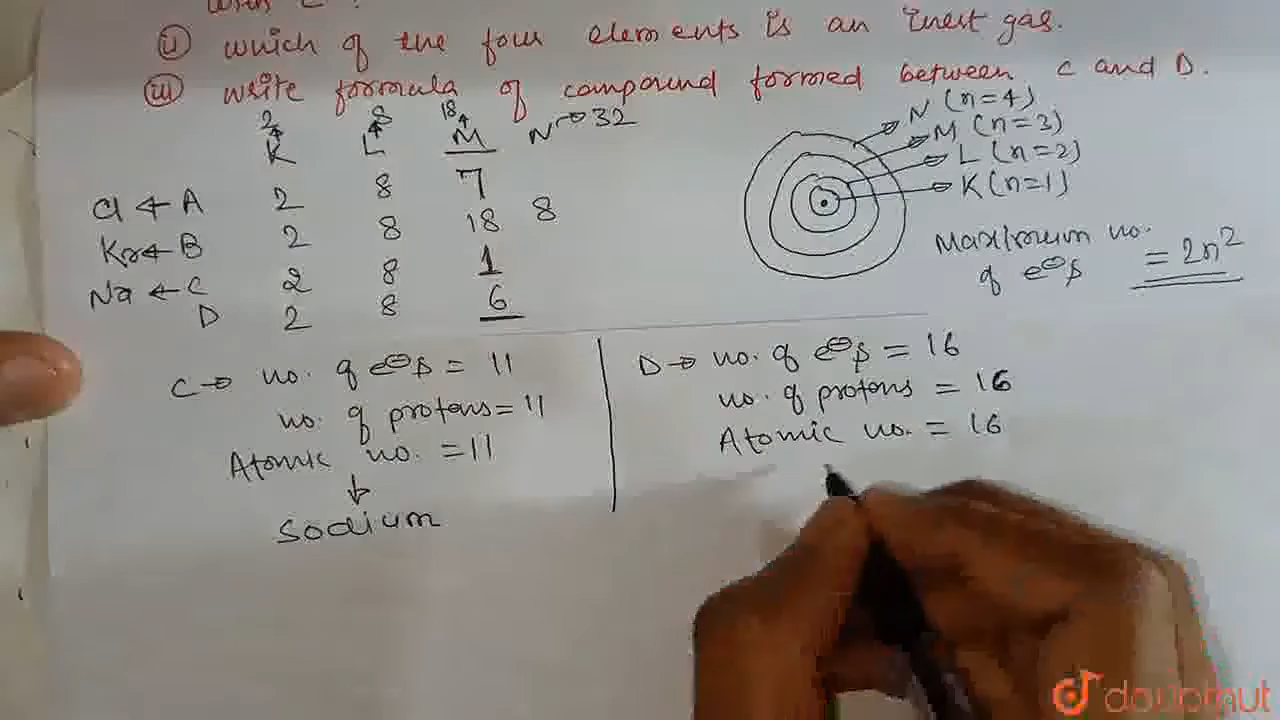 with C ?
ii which of the four elements is an inert gas.
iii write formula of compound formed between C and D.
2 8 18
K L M N → 32
Cl ← A 2 8 7
Kr ← B 2 8 18 8
Na ← C 2 8 1
D 2 8 6
N (n=4)
M (n=3)
L (n=2)
K (n=1)
Maximum no.
of e⊖s = 2n²
C → no. of e⊖s = 11
no. of protons = 11
Atomic no. = 11
↓
Sodium
D → no. of e⊖s = 16
no. of protons = 16
Atomic no. = 16
doubtnut